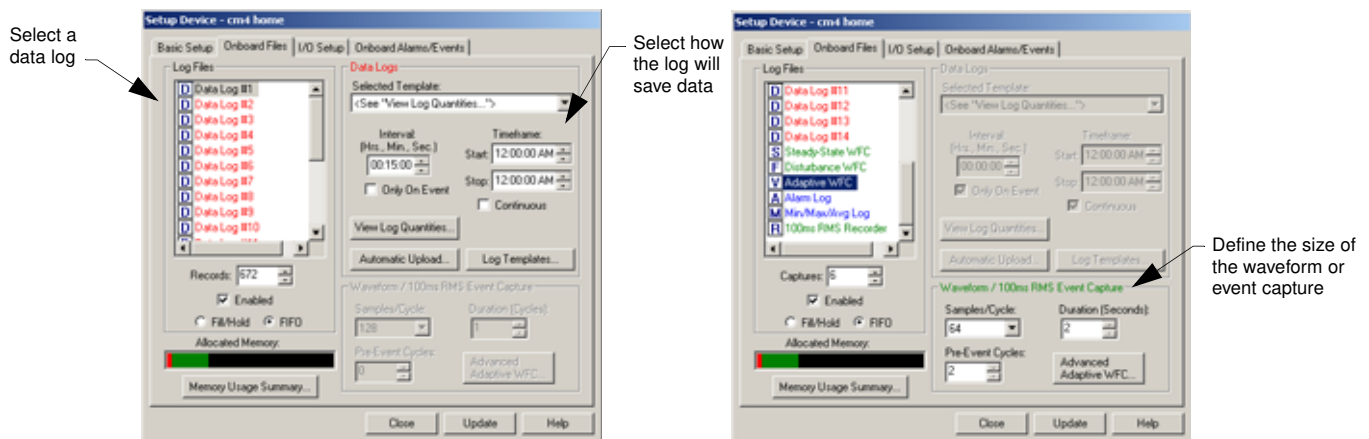 Select a
data log
Setup Device - cm4 home
Basic Setup Onboard Files I/O Setup Onboard Alarms/Events
Log Files
D Data Log #1
D Data Log #2
D Data Log #3
D Data Log #4
D Data Log #5
D Data Log #6
D Data Log #7
D Data Log #8
D Data Log #9
D Data Log #10
Records: 672
Enabled
Fill/Hold FIFO
Allocated Memory:
Memory Usage Summary...
Data Logs
Selected Template:
<See "View Log Quantities...">
Interval: Timeframe:
(Hrs., Min., Sec.)
00:15:00 Start: 12:00:00 AM
Only On Event Stop: 12:00:00 AM
Continuous
View Log Quantities...
Automatic Upload... Log Templates...
Waveform / 100ms RMS Event Capture
Samples/Cycle: Duration (Cycles):
128 1
Pre-Event Cycles:
0 Advanced
Adaptive WFC...
Close Update Help
Select how
the log will
save data
Setup Device - cm4 home
Basic Setup Onboard Files I/O Setup Onboard Alarms/Events
Log Files
D Data Log #11
D Data Log #12
D Data Log #13
D Data Log #14
S Steady-State WFC
F Disturbance WFC
V Adaptive WFC
A Alarm Log
M Min/Max/Avg Log
R 100ms RMS Recorder
Captures: 6
Enabled
Fill/Hold FIFO
Allocated Memory:
Memory Usage Summary...
Data Logs
Selected Template:
<See "View Log Quantities...">
Interval: Timeframe:
(Hrs., Min., Sec.)
00:00:00 Start: 12:00:00 AM
Only On Event Stop: 12:00:00 AM
Continuous
View Log Quantities...
Automatic Upload... Log Templates...
Waveform / 100ms RMS Event Capture
Samples/Cycle: Duration (Seconds):
64 2
Pre-Event Cycles:
2 Advanced
Adaptive WFC...
Close Update Help
Define the size of
the waveform or
event capture